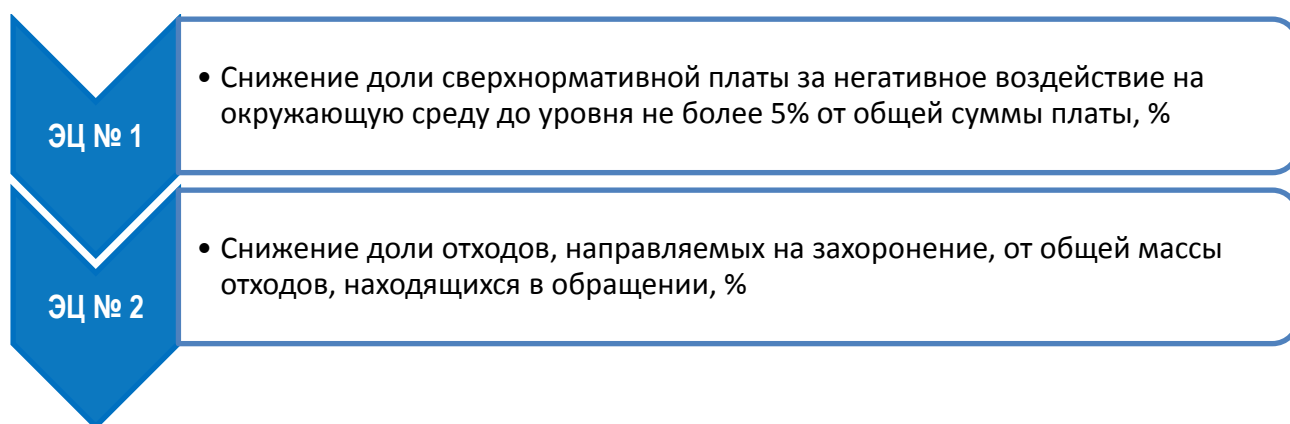 ЭЦ № 1
• Снижение доли сверхнормативной платы за негативное воздействие на
окружающую среду до уровня не более 5% от общей суммы платы, %
ЭЦ № 2
• Снижение доли отходов, направляемых на захоронение, от общей массы
отходов, находящихся в обращении, %